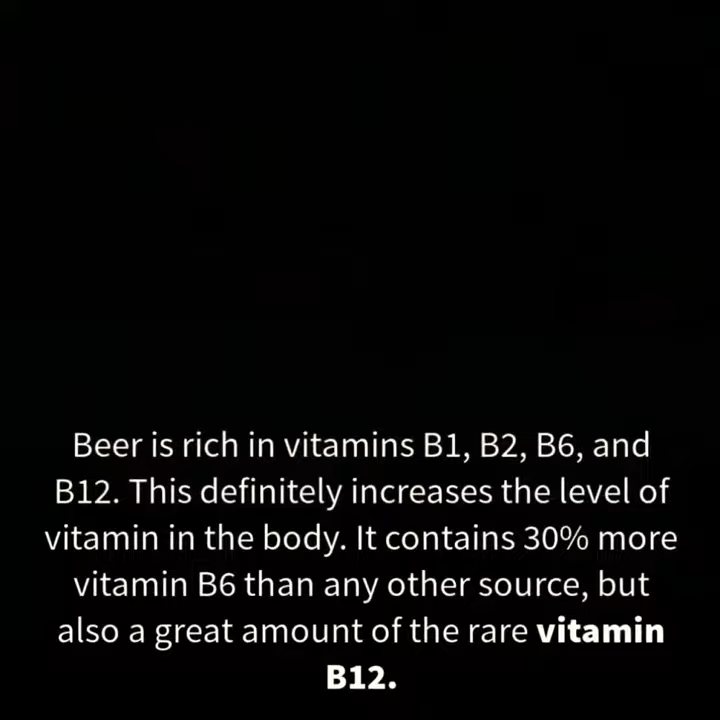 Beer is rich in vitamins B1, B2, B6, and
B12. This definitely increases the level of
vitamin in the body. It contains 30% more
vitamin B6 than any other source, but
also a great amount of the rare vitamin
B12.